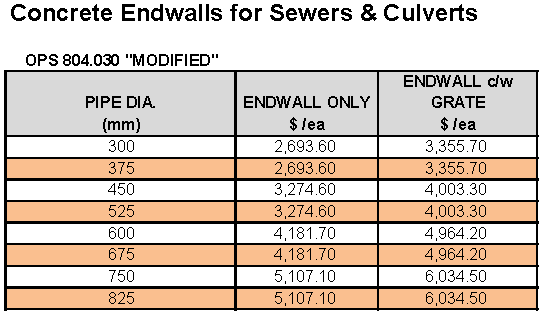 Concrete Endwalls for Sewers & Culverts
OPS 804.030 "MODIFIED"
PIPE DIA. (mm) ENDWALL ONLY $ /ea ENDWALL c/w GRATE $ /ea
300 2,693.60 3,355.70
375 2,693.60 3,355.70
450 3,274.60 4,003.30
525 3,274.60 4,003.30
600 4,181.70 4,964.20
675 4,181.70 4,964.20
750 5,107.10 6,034.50
825 5,107.10 6,034.50